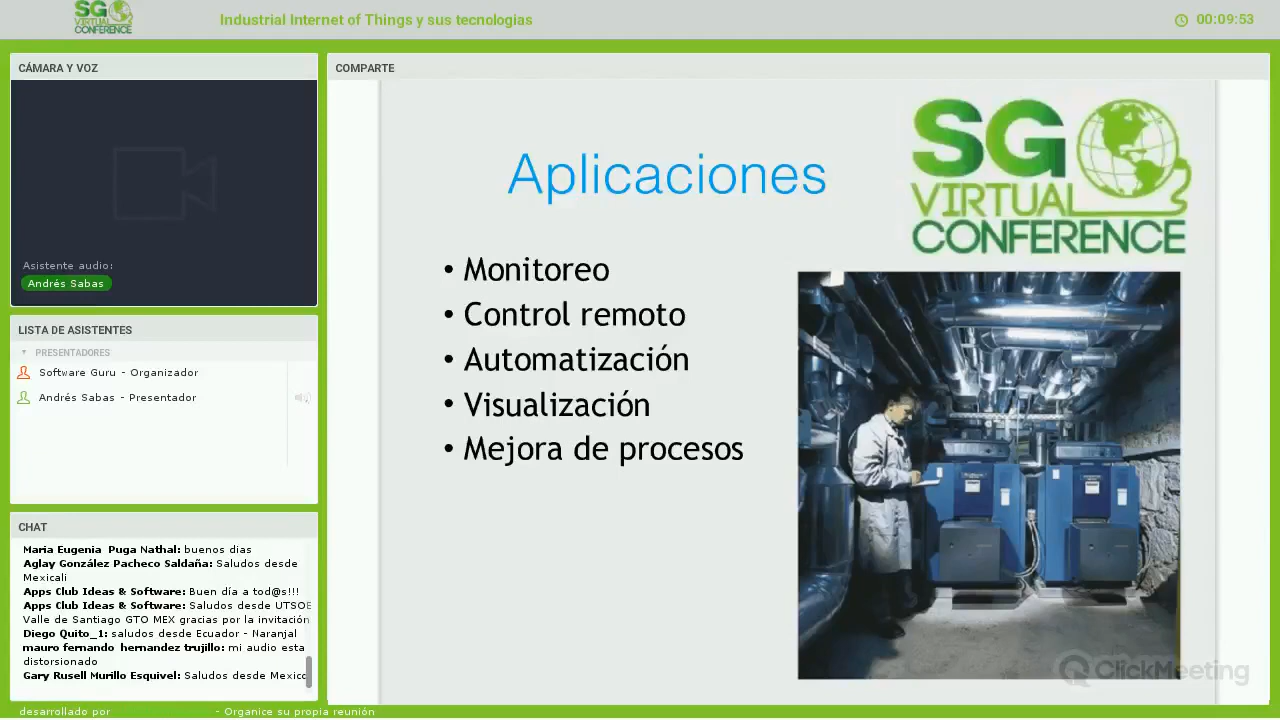 SG
VIRTUAL
CONFERENCE
Industrial Internet of Things y sus tecnologias
00:09:53
CÁMARA Y VOZ
Asistente audio:
Andrés Sabas
LISTA DE ASISTENTES
PRESENTADORES
Software Guru - Organizador
Andrés Sabas - Presentador
CHAT
Maria Eugenia Puga Nathal: buenos dias
Aglay González Pacheco Saldaña: Saludos desde
Mexicali
Apps Club Ideas & Software: Buen día a tod@s!!!
Apps Club Ideas & Software: Saludos desde UTSOE
Valle de Santiago GTO MEX gracias por la invitación
Diego Quito_1: saludos desde Ecuador - Naranjal
mauro fernando hernandez trujillo: mi audio esta
distorsionado
Gary Rusell Murillo Esquivel: Saludos desde Mexico
desarrollado por - Organice su propia reunión
COMPARTE
Aplicaciones
SG
VIRTUAL
CONFERENCE
• Monitoreo
• Control remoto
• Automatización
• Visualización
• Mejora de procesos
ClickMeeting